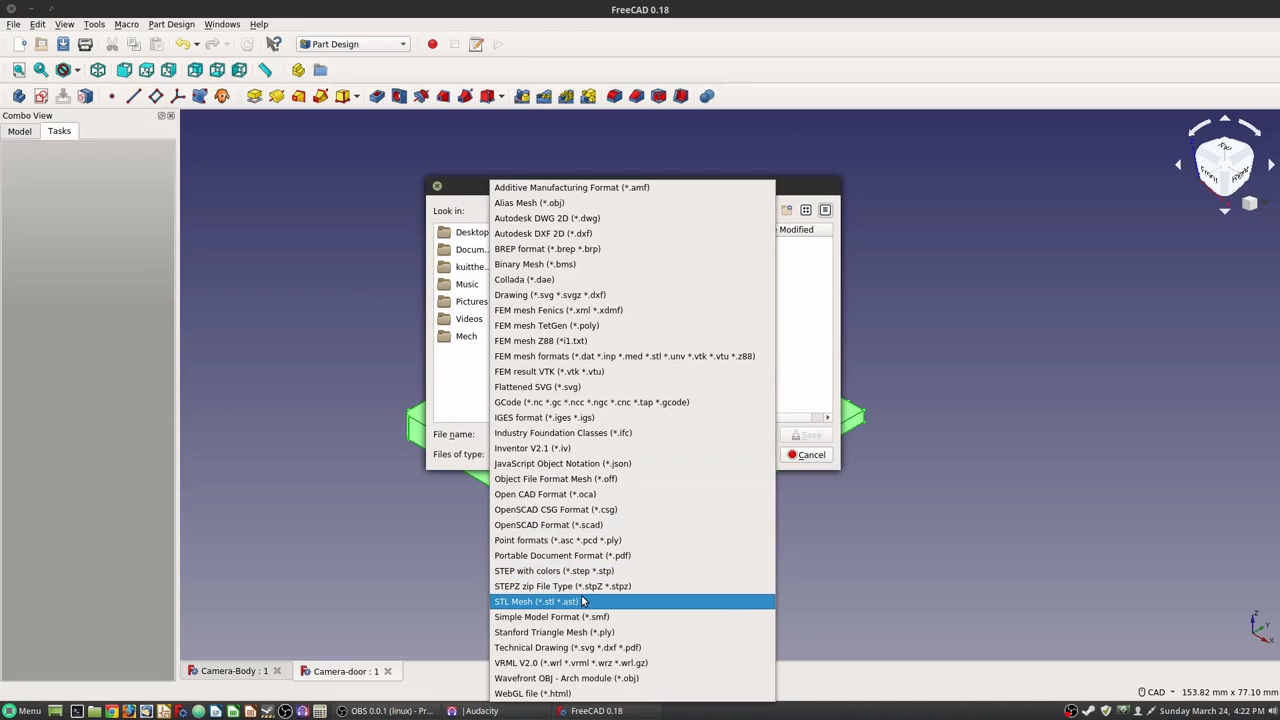 FreeCAD 0.18
File Edit View Tools Macro Part Design Windows Help
Part Design
Combo View
Model Tasks
Look in:
e Modified
Desktop
Docum...
kuitthe...
Music
Pictures
Videos
Mech
File name:
Files of type:
Save
Cancel
Additive Manufacturing Format (*.amf)
Alias Mesh (*.obj)
Autodesk DWG 2D (*.dwg)
Autodesk DXF 2D (*.dxf)
BREP format (*.brep *.brp)
Binary Mesh (*.bms)
Collada (*.dae)
Drawing (*.svg *.svgz *.dxf)
FEM mesh Fenics (*.xml *.xdmf)
FEM mesh TetGen (*.poly)
FEM mesh Z88 (*i1.txt)
FEM mesh formats (*.dat *.inp *.med *.stl *.unv *.vtk *.vtu *.z88)
FEM result VTK (*.vtk *.vtu)
Flattened SVG (*.svg)
GCode (*.nc *.gc *.ncc *.ngc *.cnc *.tap *.gcode)
IGES format (*.iges *.igs)
Industry Foundation Classes (*.ifc)
Inventor V2.1 (*.iv)
JavaScript Object Notation (*.json)
Object File Format Mesh (*.off)
Open CAD Format (*.oca)
OpenSCAD CSG Format (*.csg)
OpenSCAD Format (*.scad)
Point formats (*.asc *.pcd *.ply)
Portable Document Format (*.pdf)
STEP with colors (*.step *.stp)
STEPZ zip File Type (*.stpZ *.stpz)
STL Mesh (*.stl *.ast)
Simple Model Format (*.smf)
Stanford Triangle Mesh (*.ply)
Technical Drawing (*.svg *.dxf *.pdf)
VRML V2.0 (*.wrl *.vrml *.wrz *.wrl.gz)
Wavefront OBJ - Arch module (*.obj)
WebGL file (*.html)
Front Right
Z
Y
X
Camera-Body : 1 Camera-door : 1
CAD 153.82 mm x 77.10 mm
Menu OBS 0.0.1 (linux) - Pr... Audacity FreeCAD 0.18 Sunday March 24, 4:22 PM